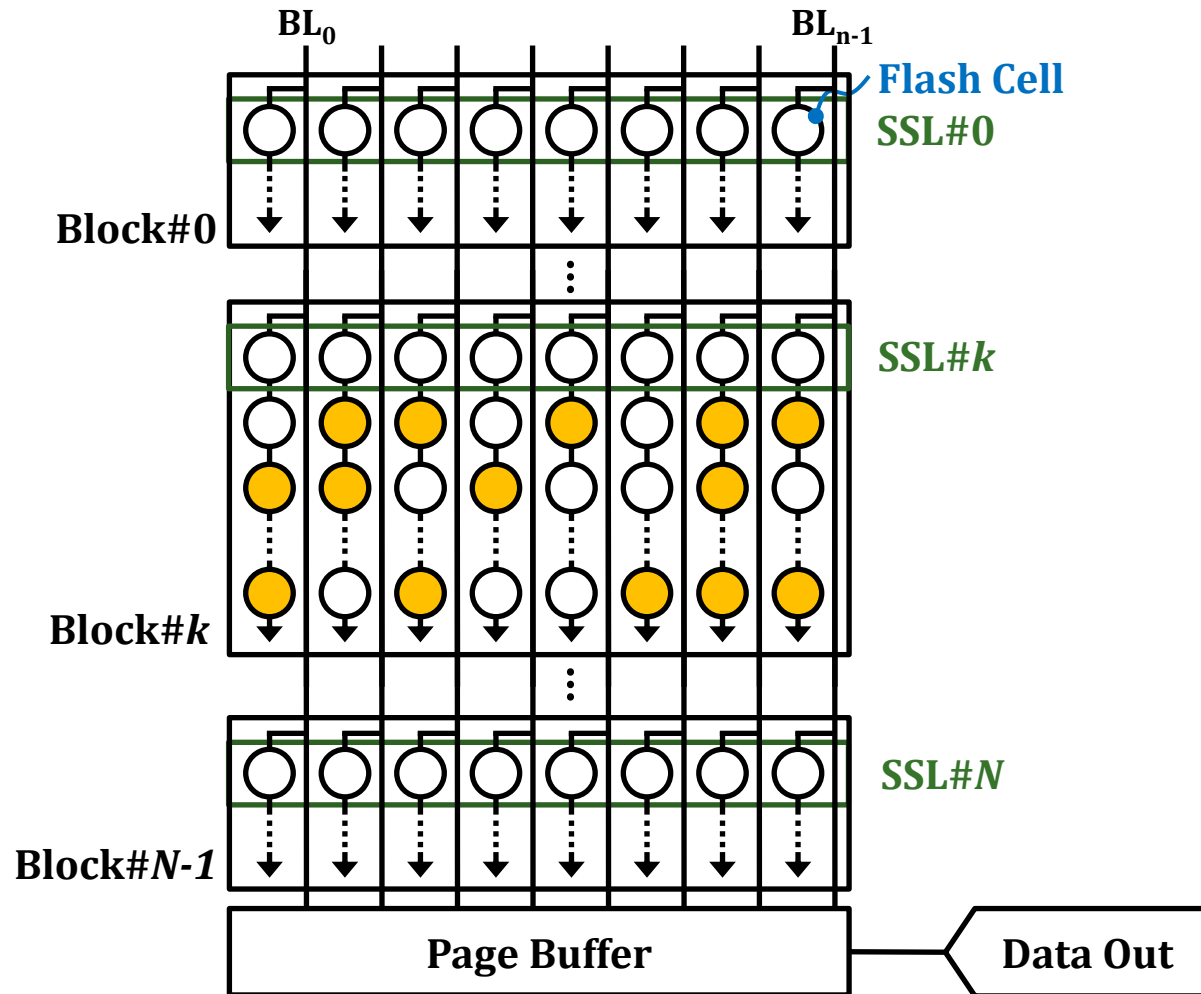 BL₀
BLₙ₋₁
Flash Cell
SSL#0
Block#0
⋮
SSL#k
Block#k
⋮
SSL#N
Block#N-1
Page Buffer
Data Out